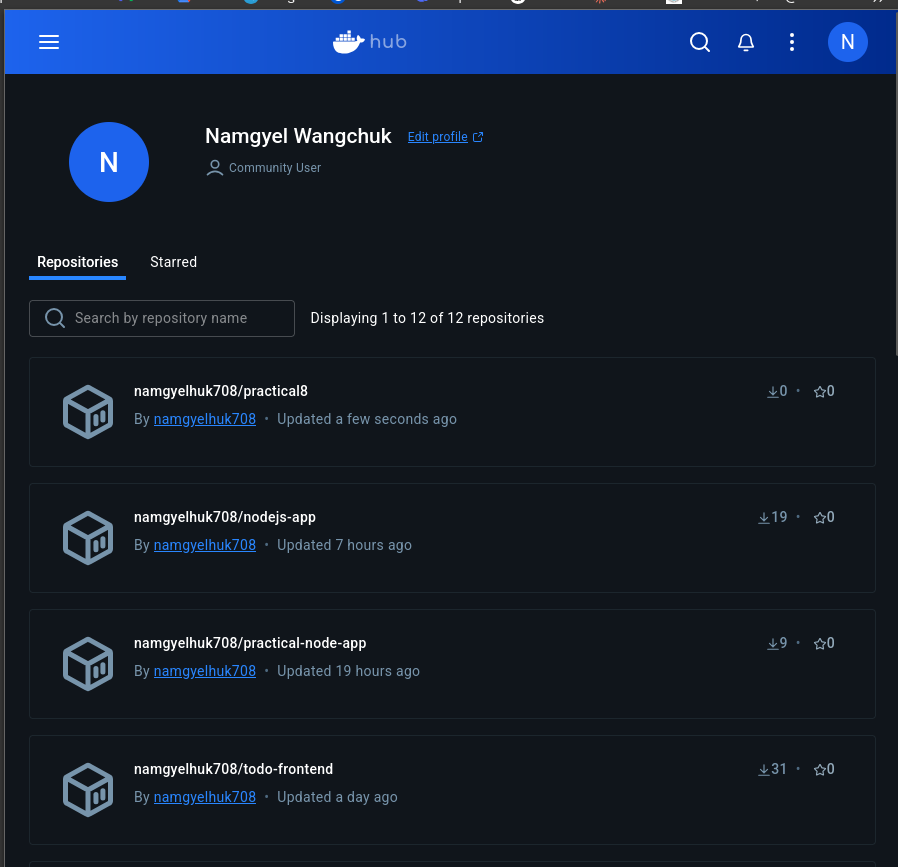 hub
N
N
Namgyel Wangchuk Edit profile
Community User
Repositories Starred
Search by repository name Displaying 1 to 12 of 12 repositories
namgyelhuk708/practical8 0 • 0
By namgyelhuk708 • Updated a few seconds ago
namgyelhuk708/nodejs-app 19 • 0
By namgyelhuk708 • Updated 7 hours ago
namgyelhuk708/practical-node-app 9 • 0
By namgyelhuk708 • Updated 19 hours ago
namgyelhuk708/todo-frontend 31 • 0
By namgyelhuk708 • Updated a day ago